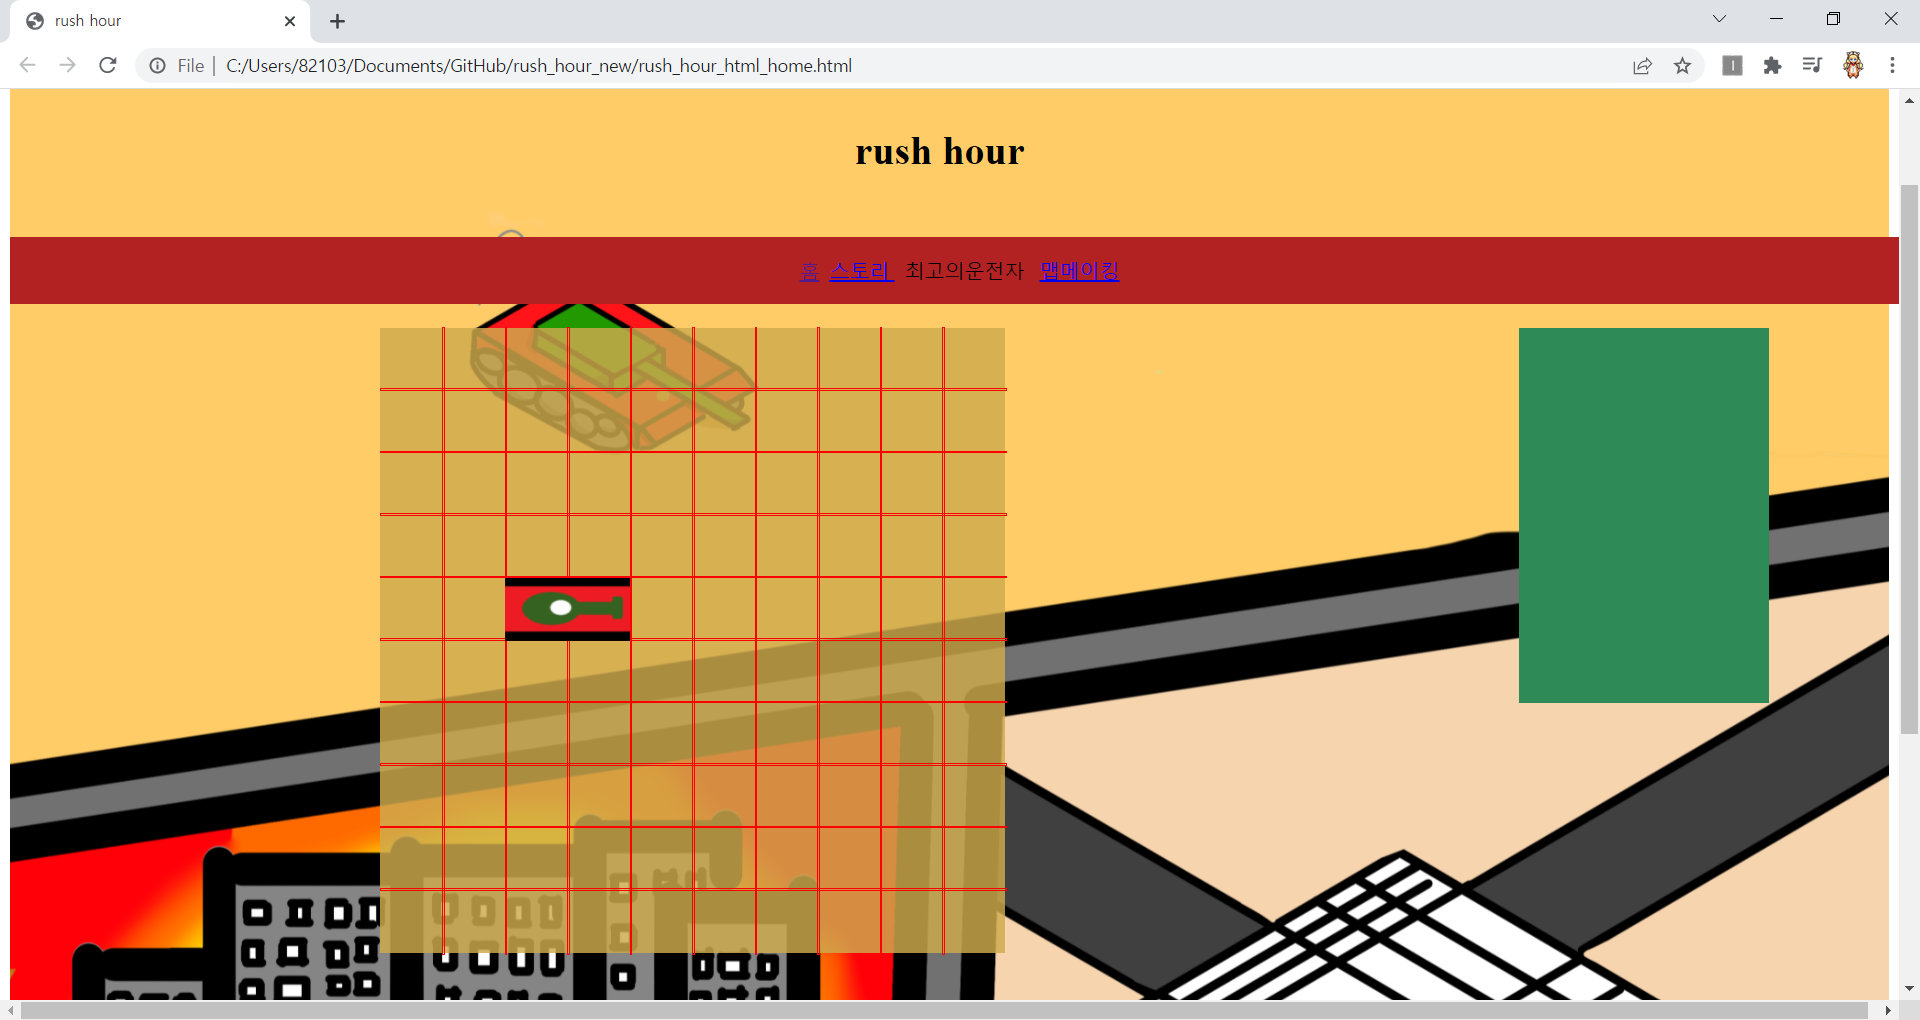 rush hour
File | C:/Users/82103/Documents/GitHub/rush_hour_new/rush_hour_html_home.html
rush hour
홈 스토리 최고의운전자 맵메이킹